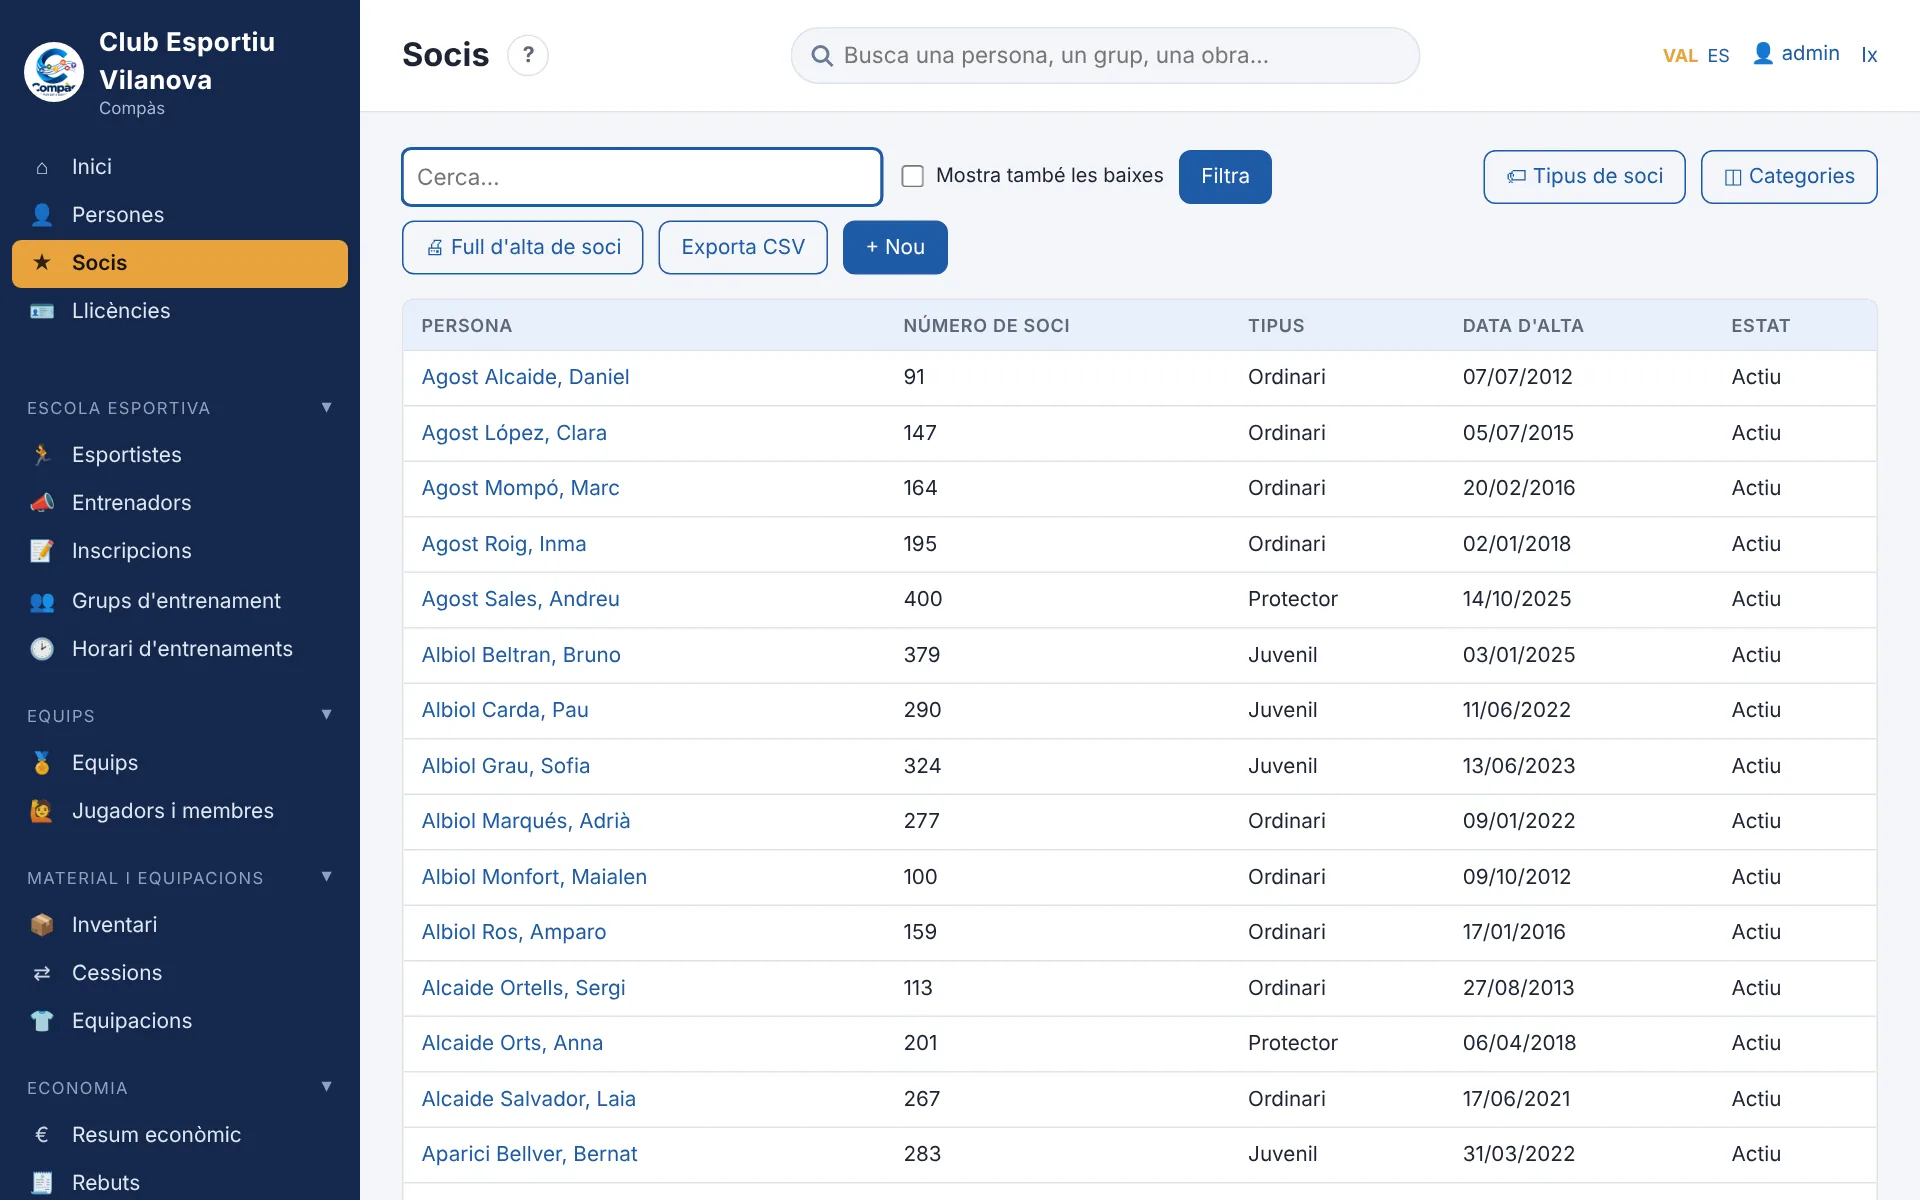 Club Esportiu
Vilanova
Compàs
Compàs
Inici
Persones
Socis
Llicències
ESCOLA ESPORTIVA
Esportistes
Entrenadors
Inscripcions
Grups d'entrenament
Horari d'entrenaments
EQUIPS
Equips
Jugadors i membres
MATERIAL I EQUIPACIONS
Inventari
Cessions
Equipacions
ECONOMIA
€ Resum econòmic
Rebuts
Socis ?
Busca una persona, un grup, una obra...
VAL ES admin Ix
Cerca... Mostra també les baixes Filtra Tipus de soci Categories
Full d'alta de soci Exporta CSV + Nou
PERSONA NÚMERO DE SOCI TIPUS DATA D'ALTA ESTAT
Agost Alcaide, Daniel 91 Ordinari 07/07/2012 Actiu
Agost López, Clara 147 Ordinari 05/07/2015 Actiu
Agost Mompó, Marc 164 Ordinari 20/02/2016 Actiu
Agost Roig, Inma 195 Ordinari 02/01/2018 Actiu
Agost Sales, Andreu 400 Protector 14/10/2025 Actiu
Albiol Beltran, Bruno 379 Juvenil 03/01/2025 Actiu
Albiol Carda, Pau 290 Juvenil 11/06/2022 Actiu
Albiol Grau, Sofia 324 Juvenil 13/06/2023 Actiu
Albiol Marqués, Adrià 277 Ordinari 09/01/2022 Actiu
Albiol Monfort, Maialen 100 Ordinari 09/10/2012 Actiu
Albiol Ros, Amparo 159 Ordinari 17/01/2016 Actiu
Alcaide Ortells, Sergi 113 Ordinari 27/08/2013 Actiu
Alcaide Orts, Anna 201 Protector 06/04/2018 Actiu
Alcaide Salvador, Laia 267 Ordinari 17/06/2021 Actiu
Aparici Bellver, Bernat 283 Juvenil 31/03/2022 Actiu